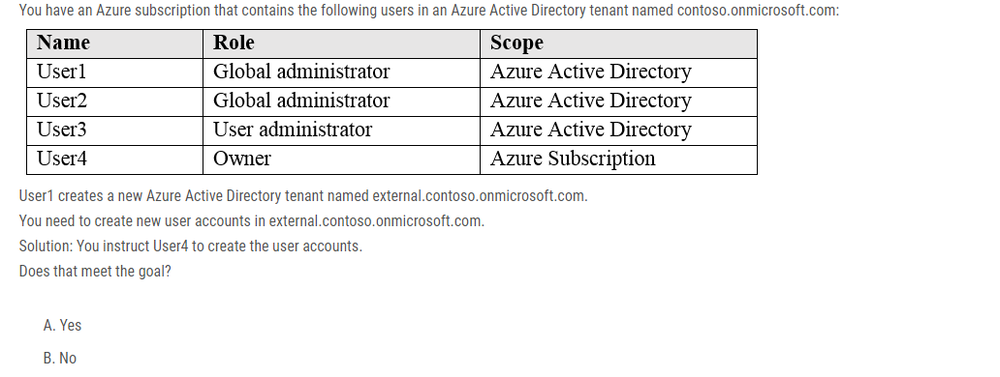 You have an Azure subscription that contains the following users in an Azure Active Directory tenant named contoso.onmicrosoft.com:
Name Role Scope
User1 Global administrator Azure Active Directory
User2 Global administrator Azure Active Directory
User3 User administrator Azure Active Directory
User4 Owner Azure Subscription
User1 creates a new Azure Active Directory tenant named external.contoso.onmicrosoft.com.
You need to create new user accounts in external.contoso.onmicrosoft.com.
Solution: You instruct User4 to create the user accounts.
Does that meet the goal?
A. Yes
B. No